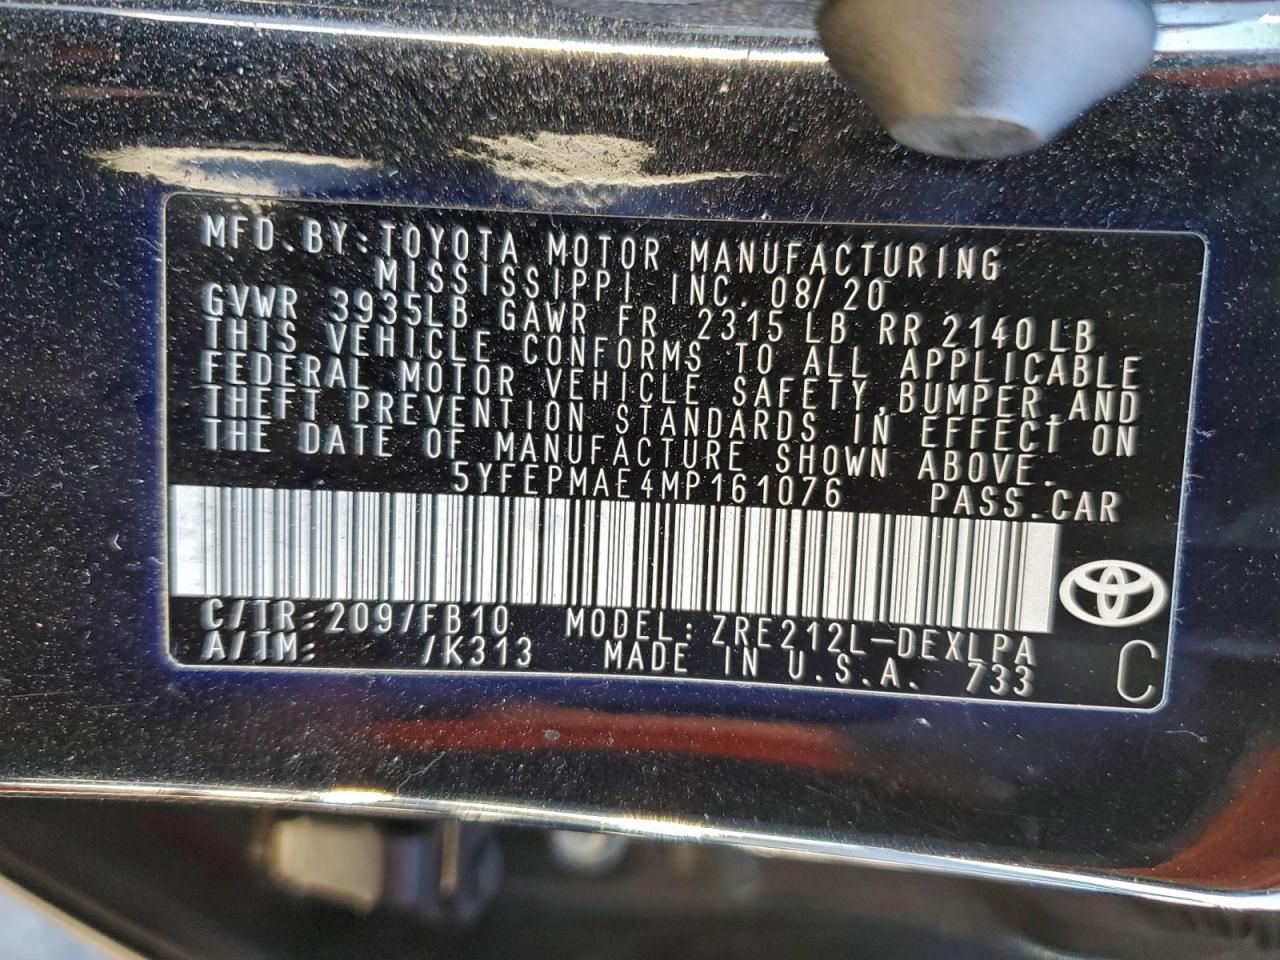 MFD.BY:TOYOTA MOTOR MANUFACTURING
MISSISSIPPI INC. 08/20
GVWR 3935LB GAWR FR 2315LB RR 2140LB
THIS VEHICLE CONFORMS TO ALL APPLICABLE
FEDERAL MOTOR VEHICLE SAFETY,BUMPER,AND
THEFT PREVENTION STANDARDS IN EFFECT ON
THE DATE OF MANUFACTURE SHOWN ABOVE.
5YFEPMAE4MP161076 PASS.CAR
C/TR:209/FB10 MODEL:ZRE212L-DEXLPA
A/TM: /K313 MADE IN U.S.A. 733
C